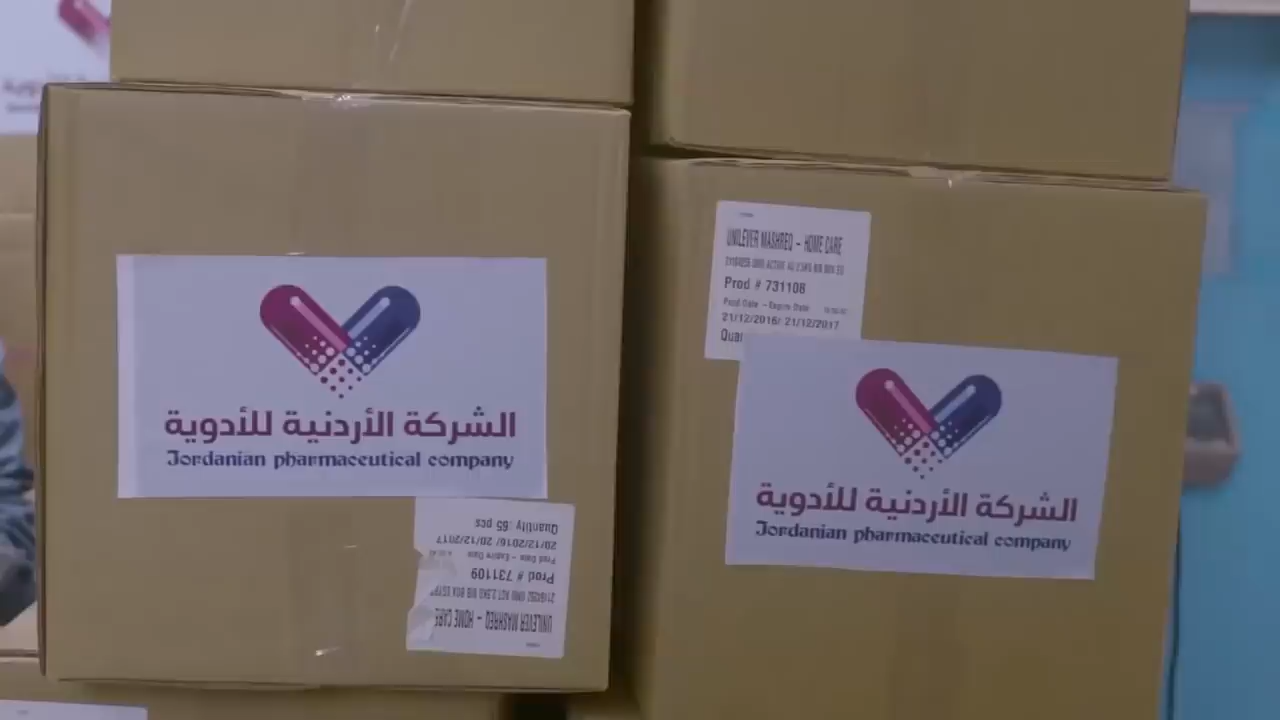 الشركة الأردنية للأدوية
Jordanian pharmaceutical company
UNILEVER MASHREQ - HOME CARE
Prod # 731109
Prod Date - Expire Date
20/12/2016/ 20/12/2017
Quantity :65 pcs
UNILEVER MASHREQ - HOME CARE
Prod # 731108
Prod Date - Expire Date
21/12/2016/ 21/12/2017
Quan
الشركة الأردنية للأدوية
Jordanian pharmaceutical company